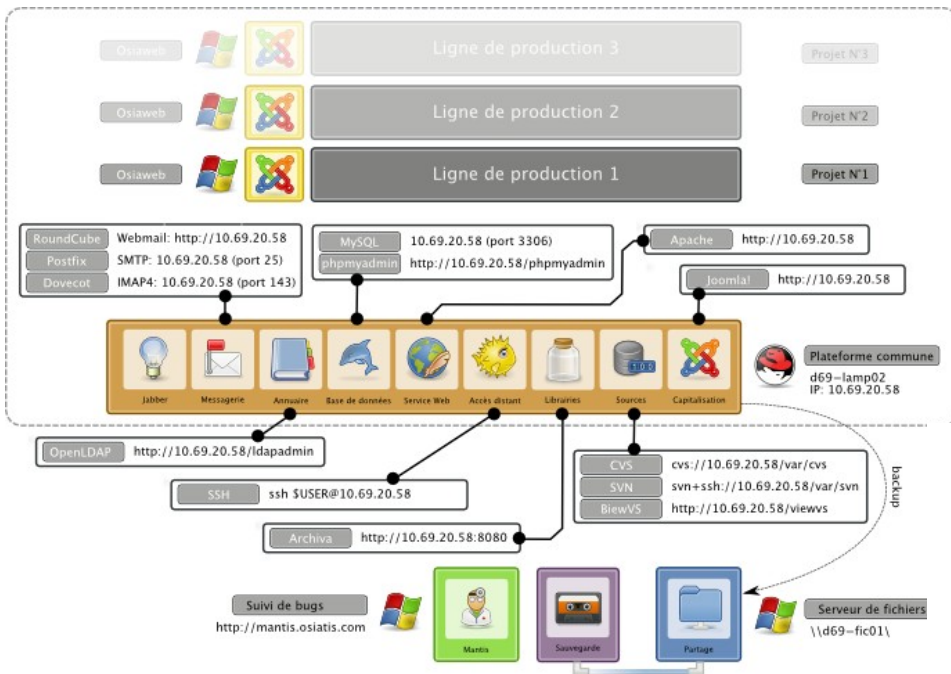 Osiaweb Ligne de production 3 Projet N°3
Osiaweb Ligne de production 2 Projet N°2
Osiaweb Ligne de production 1 Projet N°1
RoundCube Webmail: http://10.69.20.58
Postfix SMTP: 10.69.20.58 (port 25)
Dovecot IMAP4: 10.69.20.58 (port 143)
MySQL 10.69.20.58 (port 3306)
phpmyadmin http://10.69.20.58/phpmyadmin
Apache http://10.69.20.58
Joomla! http://10.69.20.58
Jabber Messagerie Annuaire Base de données Service Web Accès distant Librairies Sources Capitalisation
Plateforme commune
d69-lamp02
IP: 10.69.20.58
OpenLDAP http://10.69.20.58/ldapadmin
SSH ssh $USER@10.69.20.58
Archiva http://10.69.20.58:8080
CVS cvs://10.69.20.58/var/cvs
SVN svn+ssh://10.69.20.58/var/svn
BiewVS http://10.69.20.58/viewvs
backup
Suivi de bugs
http://mantis.osiatis.com
Mantis Sauvegarde Partage
Serveur de fichiers
\\d69-fic01\